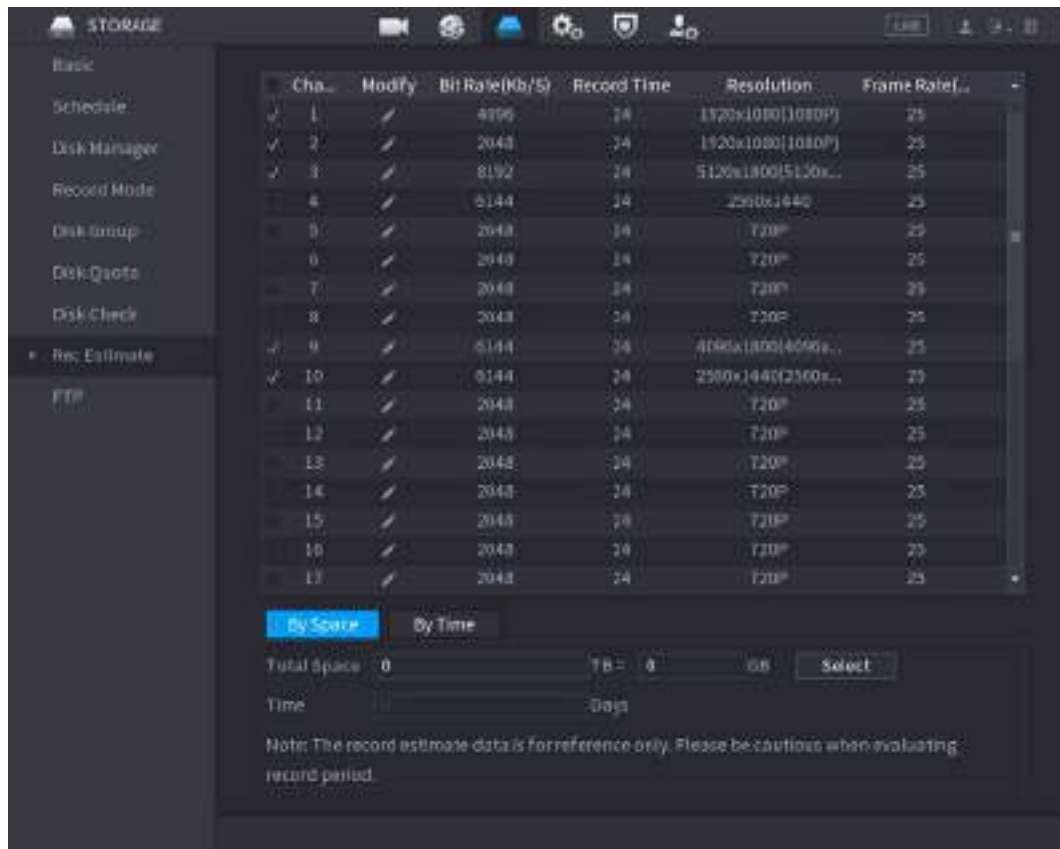 STORAGE
LIVE
Basic
Schedule
Disk Manager
Record Mode
Disk Group
Disk Quota
Disk Check
Rec Estimate
FTP
Cha... Modify Bit Rate(Kb/S) Record Time Resolution Frame Rate(...
1 4096 24 1920x1080(1080P) 25
2 2048 24 1920x1080(1080P) 25
3 8192 24 5120x1800(5120x... 25
4 6144 24 2560x1440 25
5 2048 24 720P 25
6 2048 24 720P 25
7 2048 24 720P 25
8 2048 24 720P 25
9 6144 24 4096x1800(4096x... 25
10 6144 24 2560x1440(2560x... 25
11 2048 24 720P 25
12 2048 24 720P 25
13 2048 24 720P 25
14 2048 24 720P 25
15 2048 24 720P 25
16 2048 24 720P 25
17 2048 24 720P 25
By Space By Time
Total Space 0 TB= 0 GB Select
Time Days
Note: The record estimate data is for reference only. Please be cautious when evaluating
record period.